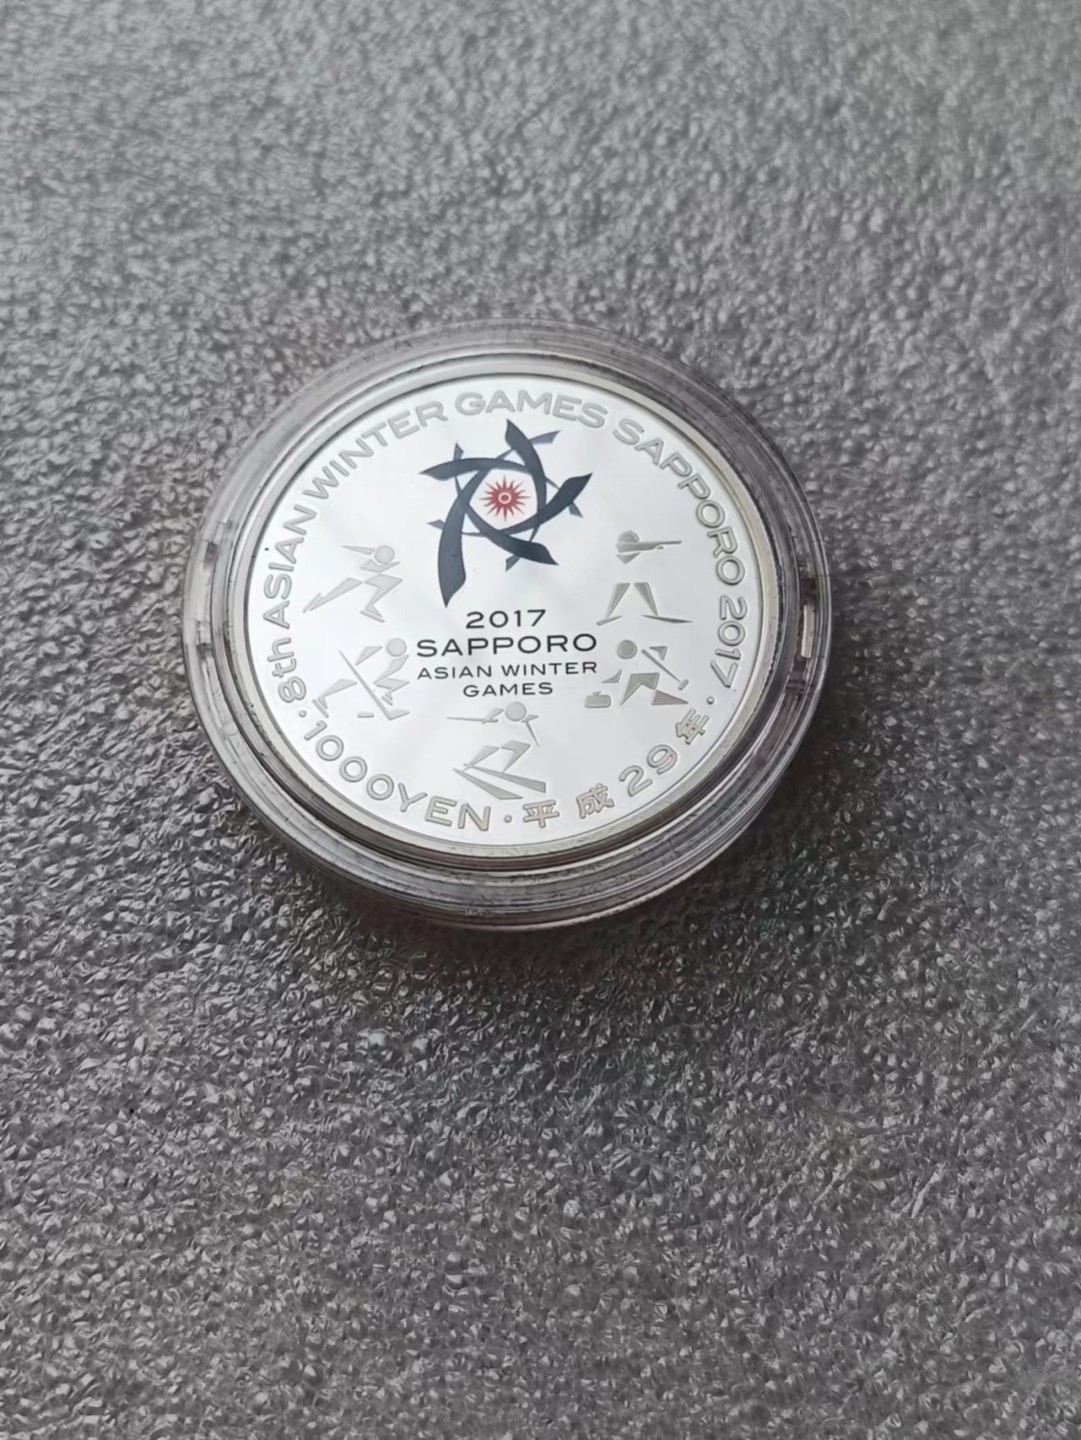 8th ASIAN WINTER GAMES SAPPORO 2017
2017
SAPPORO
ASIAN WINTER
GAMES
·1000YEN·平成29年·